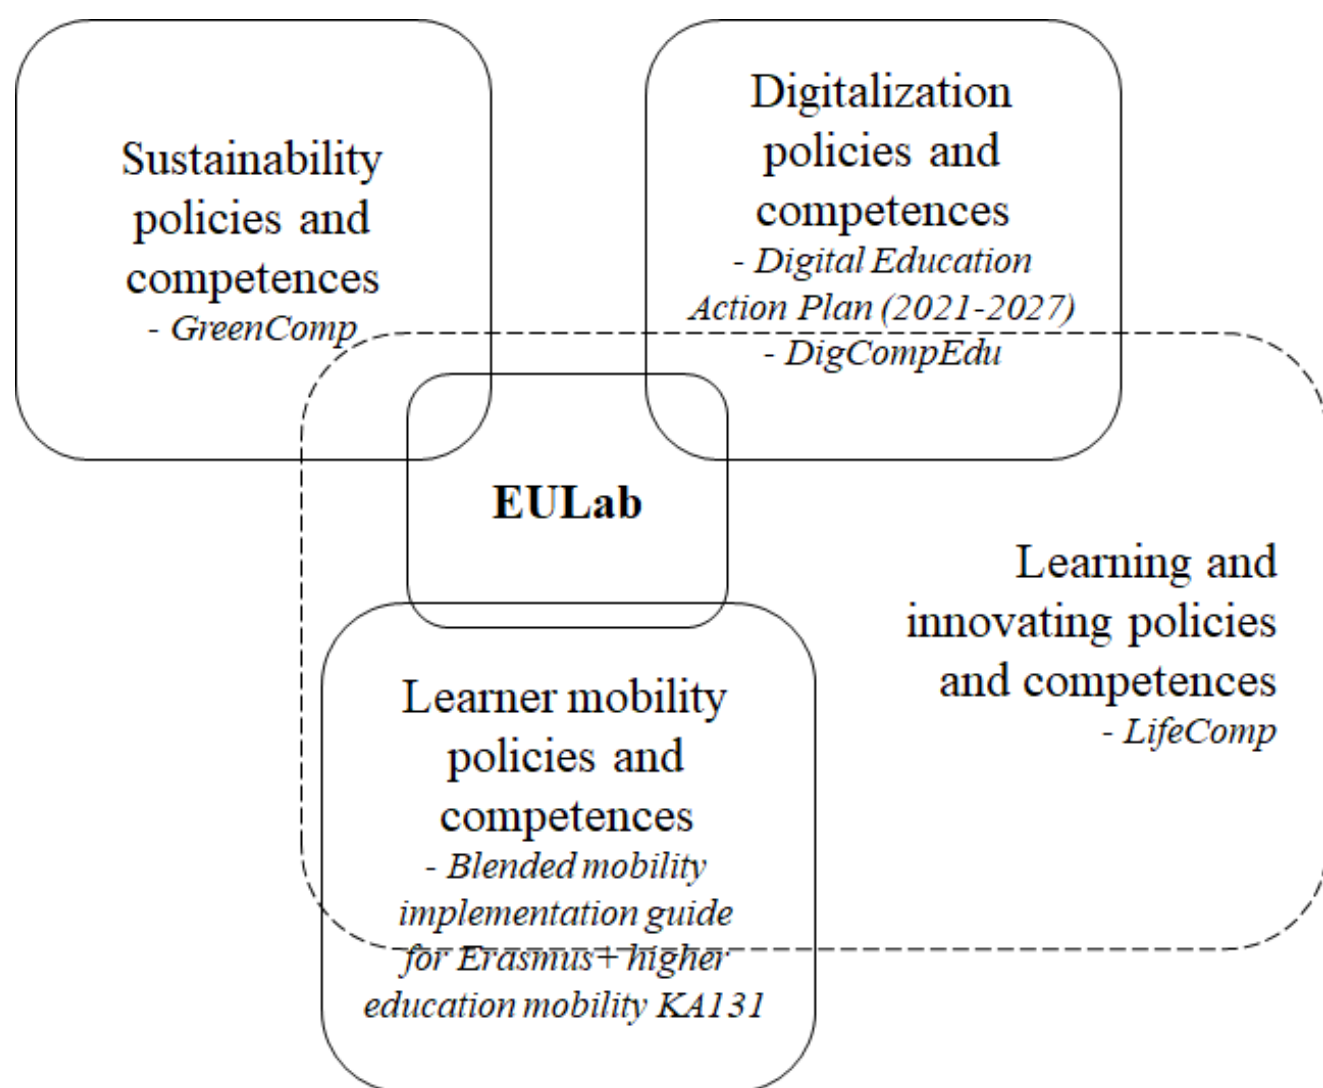 Sustainability
policies and
competences
- GreenComp
Digitalization
policies and
competences
- Digital Education
Action Plan (2021-2027)
- DigCompEdu
EULab
Learning and
innovating policies
and competences
- LifeComp
Learner mobility
policies and
competences
- Blended mobility
implementation guide
for Erasmus+ higher
education mobility KA131